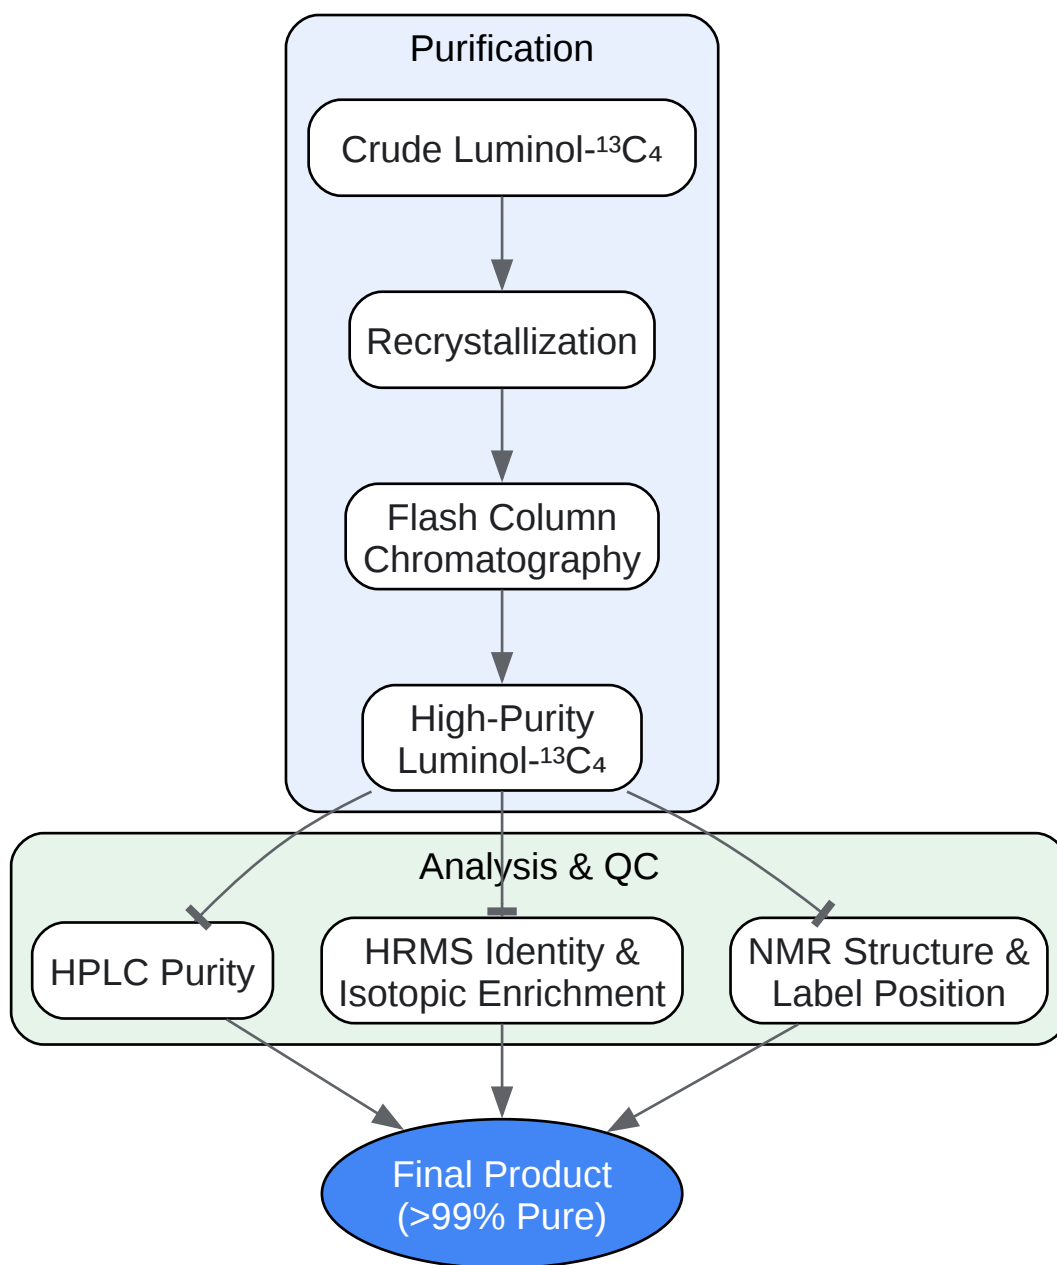 Purification
Crude Luminol-¹³C₄
Recrystallization
Flash Column
Chromatography
High-Purity
Luminol-¹³C₄
Analysis & QC
HPLC Purity
HRMS Identity &
Isotopic Enrichment
NMR Structure &
Label Position
Final Product
(>99% Pure)